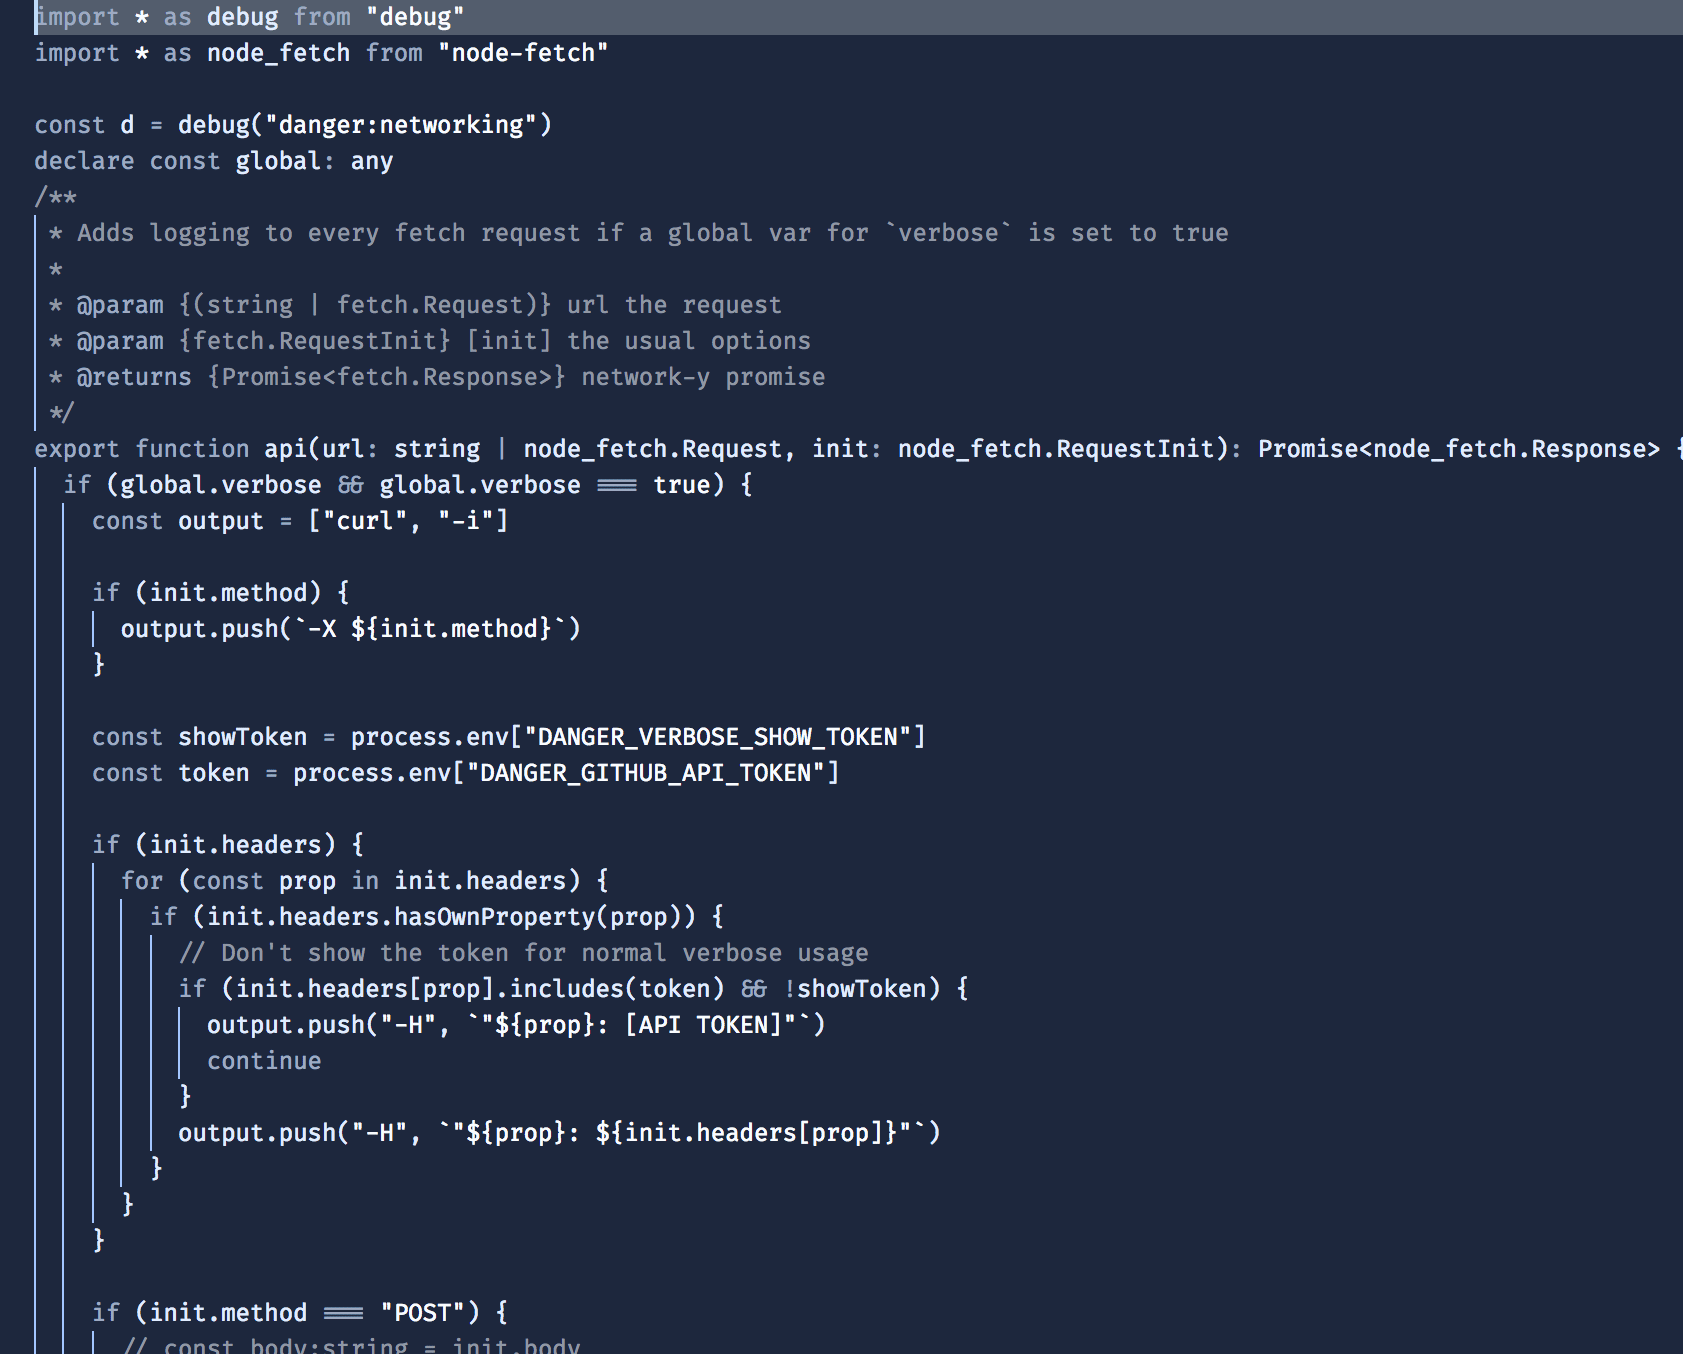 import * as debug from "debug"
import * as node_fetch from "node-fetch"

const d = debug("danger:networking")
declare const global: any
/**
 * Adds logging to every fetch request if a global var for `verbose` is set to true
 *
 * @param {(string | fetch.Request)} url the request
 * @param {fetch.RequestInit} [init] the usual options
 * @returns {Promise<fetch.Response>} network-y promise
 */
export function api(url: string | node_fetch.Request, init: node_fetch.RequestInit): Promise<node_fetch.Response> {
  if (global.verbose && global.verbose === true) {
    const output = ["curl", "-i"]

    if (init.method) {
      output.push(`-X ${init.method}`)
    }

    const showToken = process.env["DANGER_VERBOSE_SHOW_TOKEN"]
    const token = process.env["DANGER_GITHUB_API_TOKEN"]

    if (init.headers) {
      for (const prop in init.headers) {
        if (init.headers.hasOwnProperty(prop)) {
          // Don't show the token for normal verbose usage
          if (init.headers[prop].includes(token) && !showToken) {
            output.push("-H", `"${prop}: [API TOKEN]"`)
            continue
          }
          output.push("-H", `"${prop}: ${init.headers[prop]}"`)
        }
      }
    }

    if (init.method === "POST") {
      // const body:string = init.body